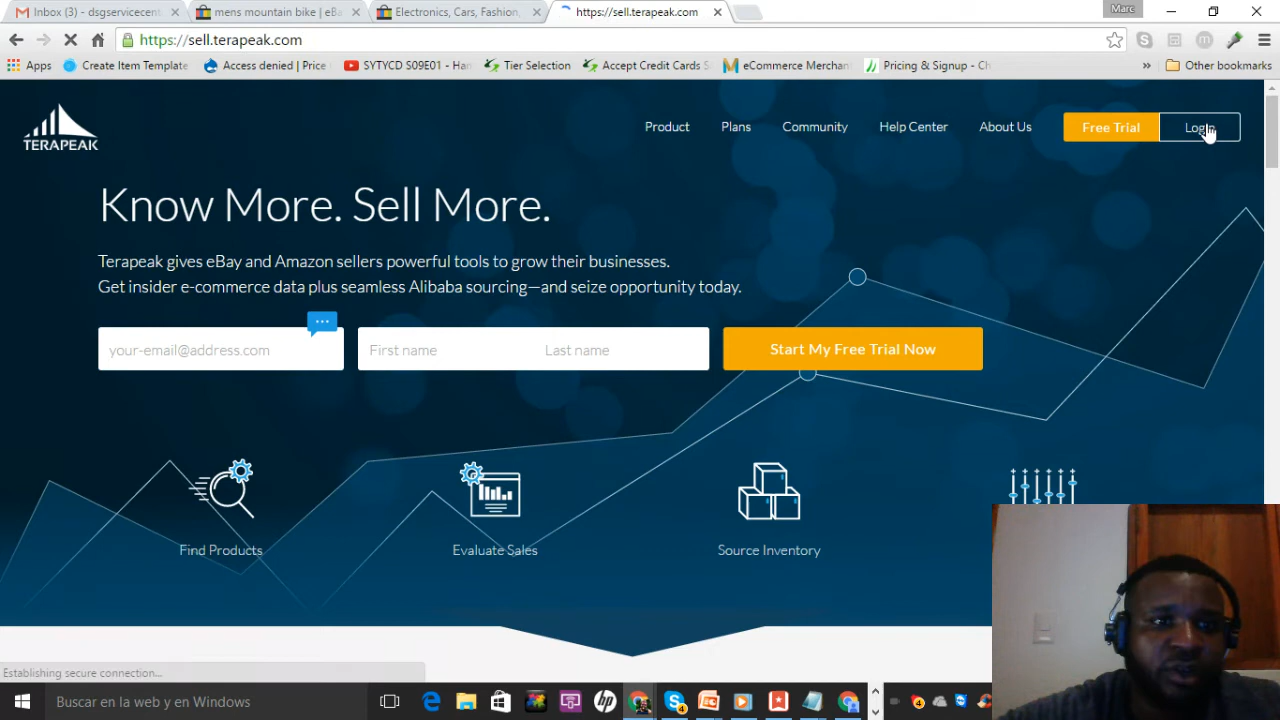 Inbox (3) - dsgservicecent
mens mountain bike | eBa
Electronics, Cars, Fashion,
https://sell.terapeak.com
Marc
https://sell.terapeak.com
Apps
Create Item Template
Access denied | Price
SYTYCD S09E01 - Han
Tier Selection
Accept Credit Cards S
eCommerce Merchan
Pricing & Signup - Ch
»
Other bookmarks
TERAPEAK
Product
Plans
Community
Help Center
About Us
Free Trial
Login
Know More. Sell More.
Terapeak gives eBay and Amazon sellers powerful tools to grow their businesses.
Get insider e-commerce data plus seamless Alibaba sourcing—and seize opportunity today.
your-email@address.com
First name
Last name
Start My Free Trial Now
Find Products
Evaluate Sales
Source Inventory
Establishing secure connection...
Buscar en la web y en Windows